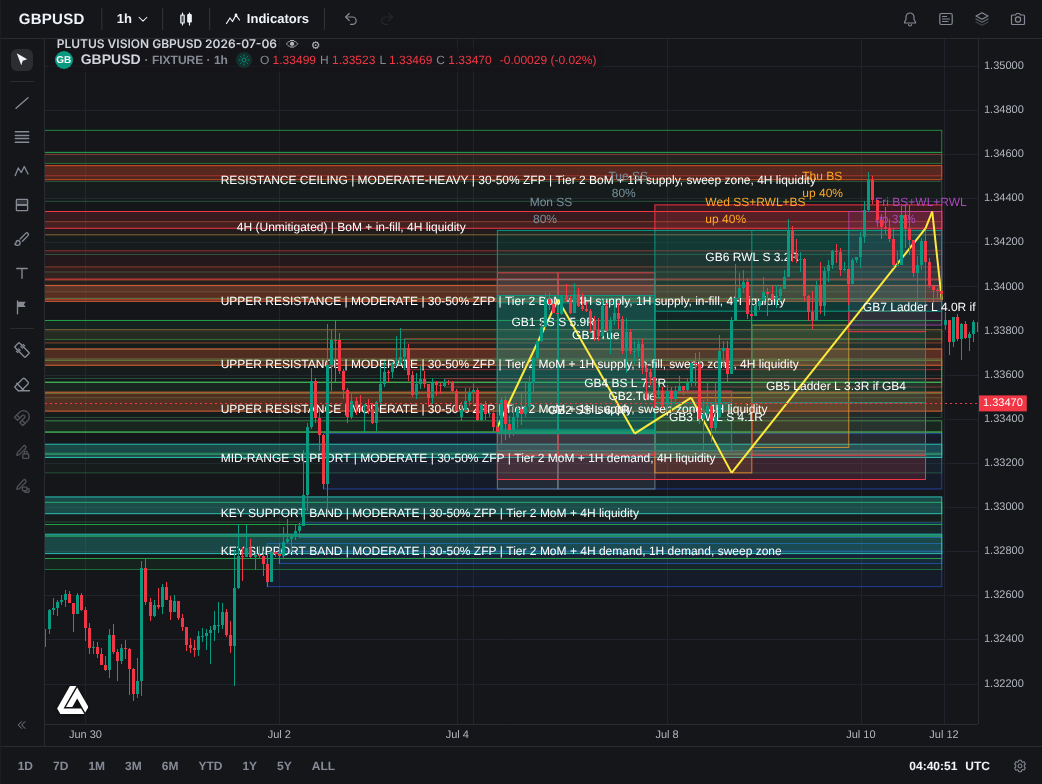 GBPUSD 1h Indicators
PLUTUS VISION GBPUSD 2026-07-06
GB GBPUSD · FIXTURE · 1h O 1.33499 H 1.33523 L 1.33469 C 1.33470 -0.00029 (-0.02%)
1.35000
1.34800
1.34600
RESISTANCE CEILING | MODERATE-HEAVY | 30-50% ZFP | Tier 2 BoM + 1H supply, sweep zone, 4H liquidity
Tue SS
80%
Thu BS
up 40%
1.34400
Mon SS
80%
Wed SS+RWL+BS
up 40%
Fri BS+WL+RWL
4H (Unmitigated) | BoM + in-fill, 4H liquidity
1.34200
GB6 RWL S 3.2R
1.34000
UPPER RESISTANCE | MODERATE | 30-50% ZFP | Tier 2 BoM + 4H supply, 1H supply, in-fill, 4H liquidity
GB7 Ladder L 4.0R if
GB1 SS S 5.9R
GB1.Tue
1.33800
UPPER RESISTANCE | MODERATE | 30-50% ZFP | Tier 2 MoM + 1H supply, in-fill, sweep zone, 4H liquidity
1.33600
GB4 BS L 7.7R
GB5 Ladder L 3.3R if GB4
GB2.Tue
1.33470
UPPER RESISTANCE | MODERATE | 30-50% ZFP | Tier 2 MoM + 1H supply, sweep zone, 4H liquidity
GB3 RWL S 4.1R
1.33400
MID-RANGE SUPPORT | MODERATE | 30-50% ZFP | Tier 2 MoM + 1H demand, 4H liquidity
1.33200
1.33000
KEY SUPPORT BAND | MODERATE | 30-50% ZFP | Tier 2 MoM + 4H liquidity
1.32800
KEY SUPPORT BAND | MODERATE | 30-50% ZFP | Tier 2 MoM + 4H demand, 1H demand, sweep zone
1.32600
1.32400
1.32200
Jun 30 Jul 2 Jul 4 Jul 8 Jul 10 Jul 12
1D 7D 1M 3M 6M YTD 1Y 5Y ALL 04:40:51 UTC